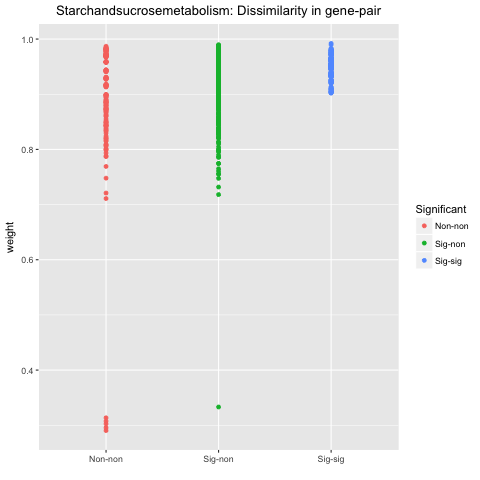 Starchandsucrosemetabolism: Dissimilarity in gene-pair
1.0
0.8
0.6
0.4
weight
Non-non
Sig-non
Sig-sig
Significant
Non-non
Sig-non
Sig-sig